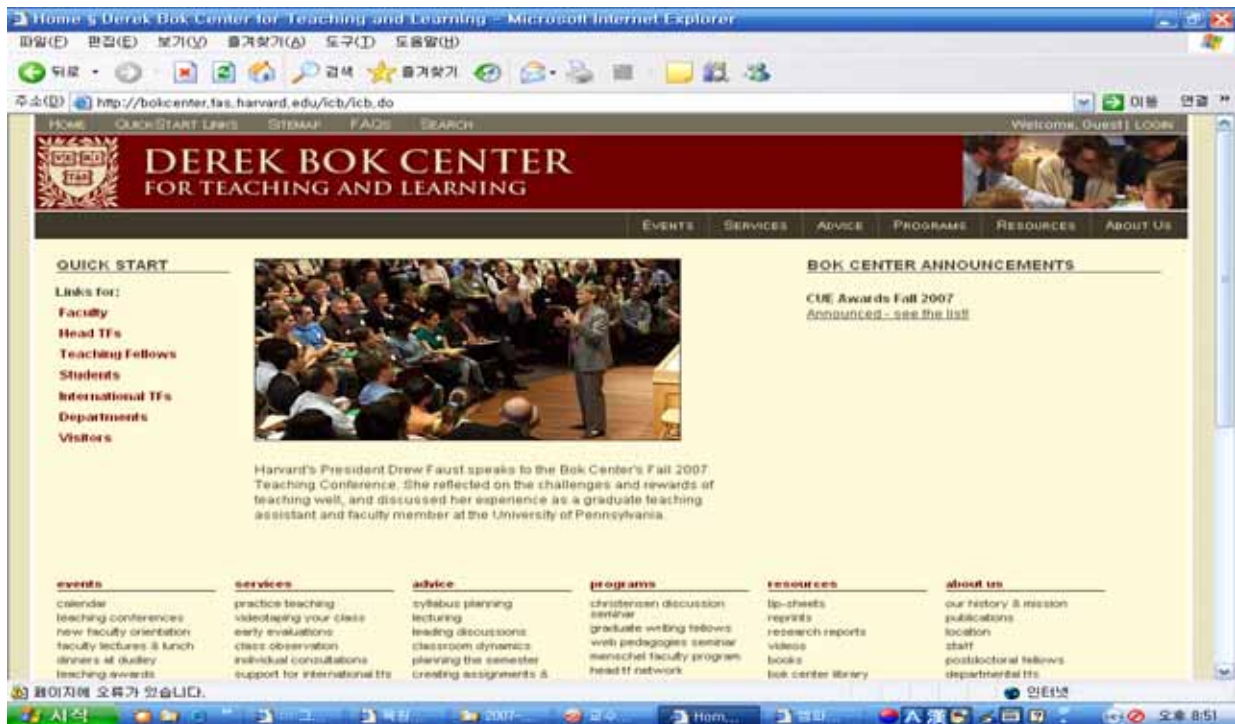 Home § Derek Bok Center for Teaching and Learning - Microsoft Internet Explorer
파일(F) 편집(E) 보기(V) 즐겨찾기(A) 도구(T) 도움말(H)
뒤로 검색 즐겨찾기
주소(D) http://bokcenter.fas.harvard.edu/icb/icb.do 이동 연결 »
HOME QUICK START LINKS SITEMAP FAQS SEARCH Welcome, Guest | LOGIN
VE RI TAS
DEREK BOK CENTER
FOR TEACHING AND LEARNING
EVENTS SERVICES ADVICE PROGRAMS RESOURCES ABOUT US
QUICK START
Links for:
Faculty
Head TFs
Teaching Fellows
Students
International TFs
Departments
Visitors
BOK CENTER ANNOUNCEMENTS
CUE Awards Fall 2007
Announced - see the list!
Harvard's President Drew Faust speaks to the Bok Center's Fall 2007
Teaching Conference. She reflected on the challenges and rewards of
teaching well, and discussed her experience as a graduate teaching
assistant and faculty member at the University of Pennsylvania.
events
calendar
teaching conferences
new faculty orientation
faculty lectures & lunch
dinners at dudley
teaching awards
services
practice teaching
videotaping your class
early evaluations
class observation
individual consultations
support for international tfs
advice
syllabus planning
lecturing
leading discussions
classroom dynamics
planning the semester
creating assignments &
programs
christensen discussion
seminar
graduate writing fellows
web pedagogies seminar
menschel faculty program
head tf network
resources
tip-sheets
reprints
research reports
videos
books
bok center library
about us
our history & mission
publications
location
staff
postdoctoral fellows
departmental tfs
페이지에 오류가 있습니다. 인터넷
시작 2007-... Hom... A 漢 오후 8:51